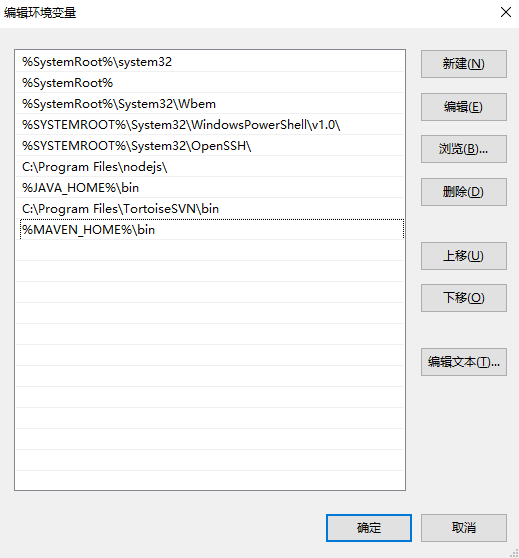 编辑环境变量
%SystemRoot%\system32
%SystemRoot%
%SystemRoot%\System32\Wbem
%SYSTEMROOT%\System32\WindowsPowerShell\v1.0\
%SYSTEMROOT%\System32\OpenSSH\
C:\Program Files\nodejs\
%JAVA_HOME%\bin
C:\Program Files\TortoiseSVN\bin
%MAVEN_HOME%\bin
新建(N)
编辑(E)
浏览(B)...
删除(D)
上移(U)
下移(O)
编辑文本(T)...
确定
取消